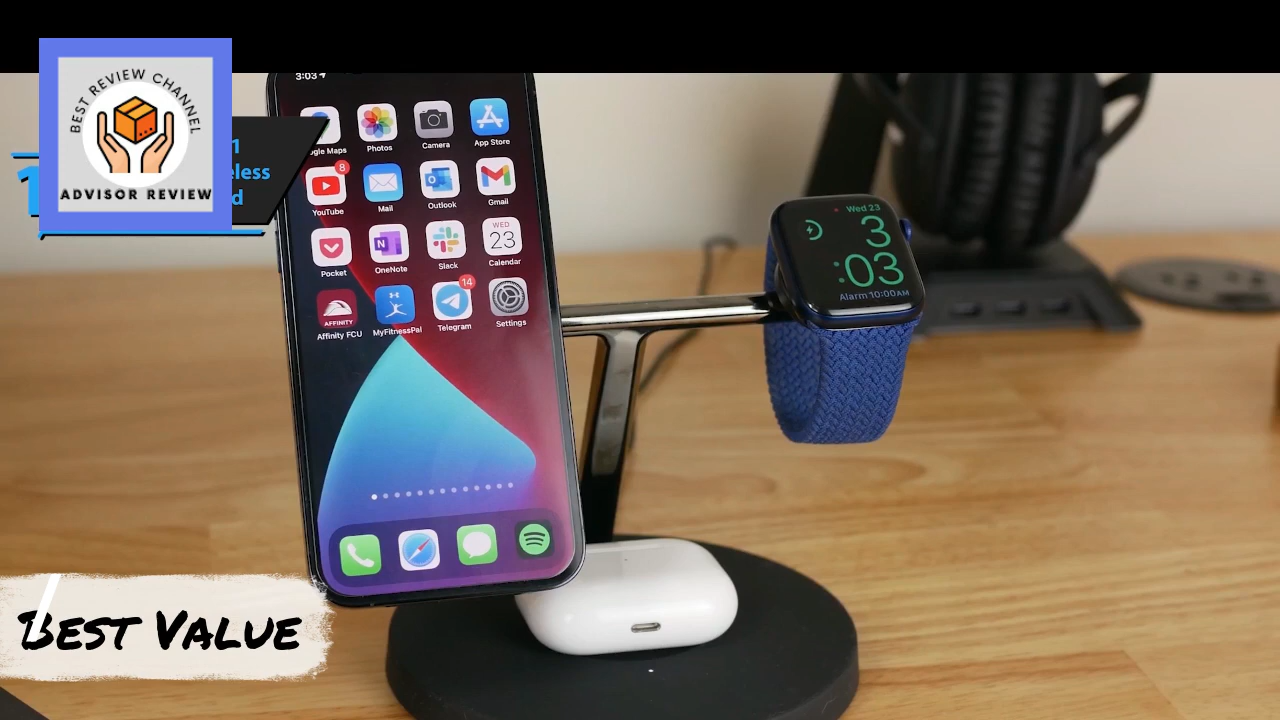 BEST REVIEW CHANNEL
ADVISOR REVIEW
1
3:03
Photos
Camera
App Store
8
YouTube
Mail
Outlook
Gmail
WED
23
Pocket
OneNote
Slack
Calendar
AFFINITY
14
Affinity FCU
MyFitnessPal
Telegram
Settings
Wed 23
3
:03
Alarm 10:00AM
Best Value